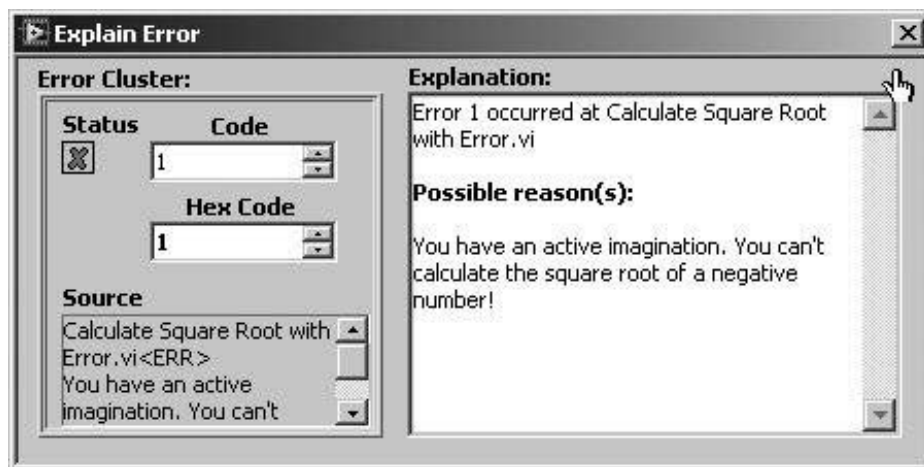 Explain Error
Error Cluster:
Status
Code
1
Hex Code
1
Source
Calculate Square Root with
Error.vi<ERR>
You have an active
imagination. You can't
Explanation:
Error 1 occurred at Calculate Square Root
with Error.vi
Possible reason(s):
You have an active imagination. You can't
calculate the square root of a negative
number!